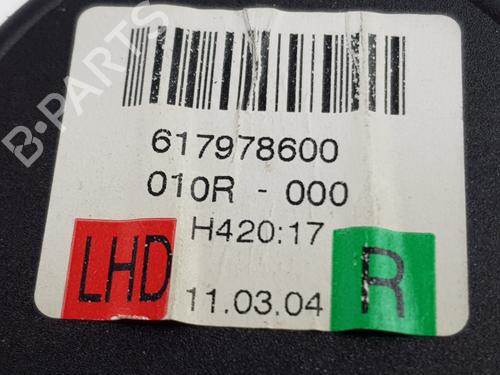 617978600
010R - 000
H420:17
LHD
11.03.04
R
B-PARTS